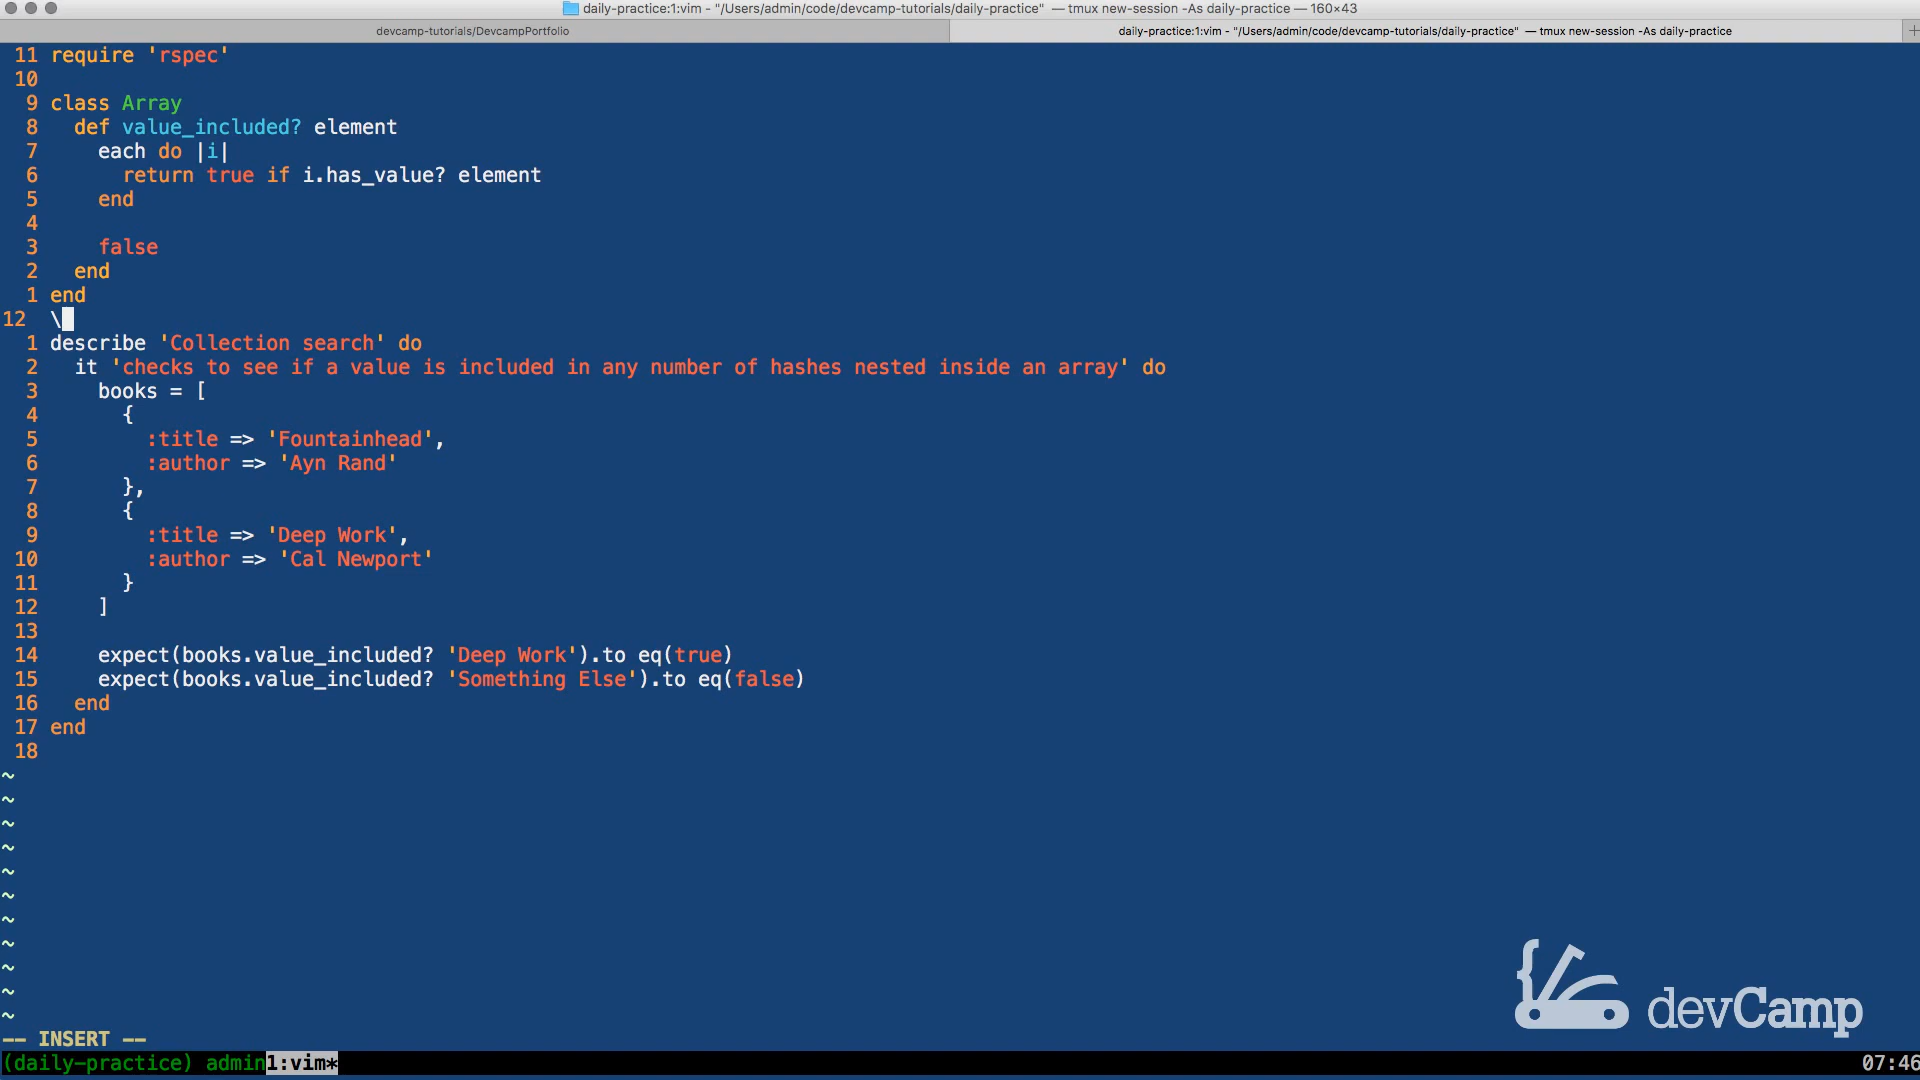 daily-practice:1:vim - "/Users/admin/code/devcamp-tutorials/daily-practice" — tmux new-session -As daily-practice — 160×43
devcamp-tutorials/DevcampPortfolio
daily-practice:1:vim - "/Users/admin/code/devcamp-tutorials/daily-practice" — tmux new-session -As daily-practice
+
11 require 'rspec'
10
9 class Array
8   def value_included? element
7     each do |i|
6       return true if i.has_value? element
5     end
4
3     false
2   end
1 end
12  \
1 describe 'Collection search' do
2   it 'checks to see if a value is included in any number of hashes nested inside an array' do
3     books = [
4       {
5         :title => 'Fountainhead',
6         :author => 'Ayn Rand'
7       },
8       {
9         :title => 'Deep Work',
10         :author => 'Cal Newport'
11       }
12     ]
13
14     expect(books.value_included? 'Deep Work').to eq(true)
15     expect(books.value_included? 'Something Else').to eq(false)
16   end
17 end
18
~
~
~
~
~
~
~
~
~
~
~
devCamp
-- INSERT --
(daily-practice) admin1:vim* 07:46